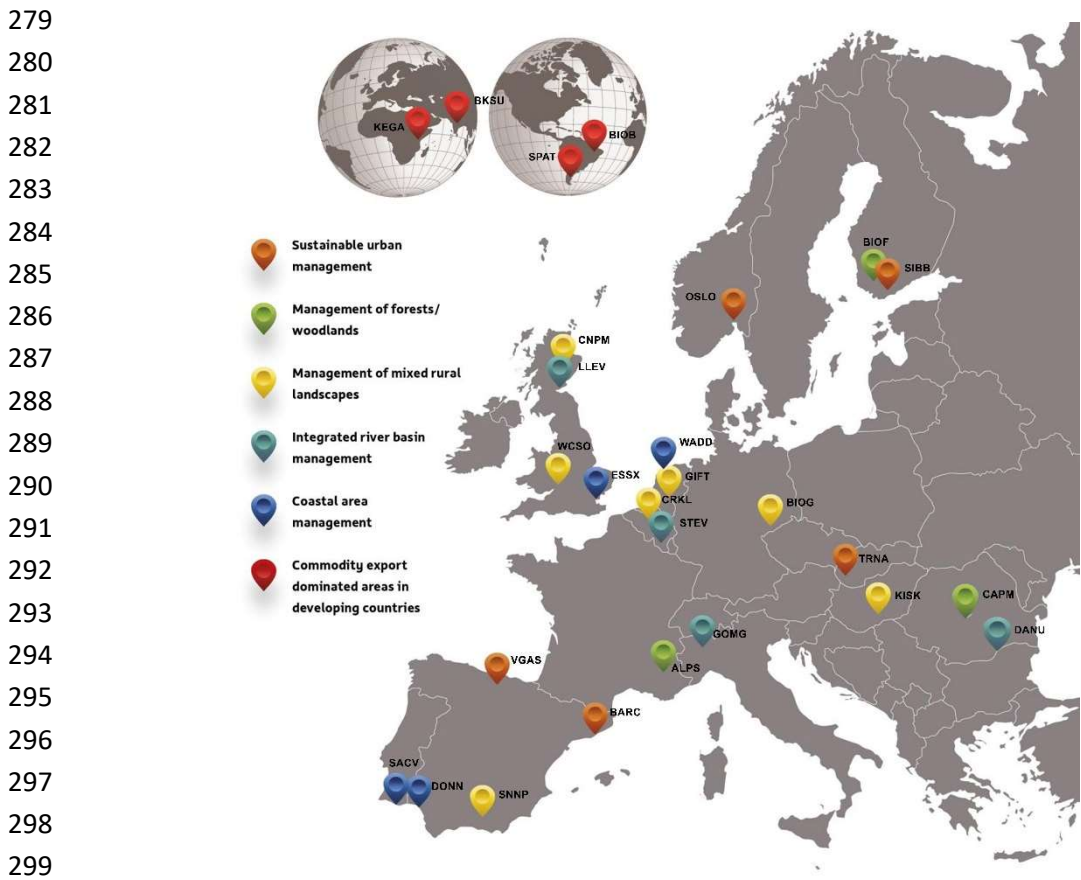 279
280
281
282
283
284
285
286
287
288
289
290
291
292
293
294
295
296
297
298
299
BKSU
KEGA
BIOB
SPAT
Sustainable urban
management
Management of forests/
woodlands
Management of mixed rural
landscapes
Integrated river basin
management
Coastal area
management
Commodity export
dominated areas in
developing countries
BIOF
SIBB
OSLO
CNPM
LLEV
WADD
WCSO
ESSX
GIFT
CRKL
BIOG
STEV
TRNA
KISK
CAPM
DANU
GOMG
VGAS
ALPS
BARC
SACV
DONN
SNNP